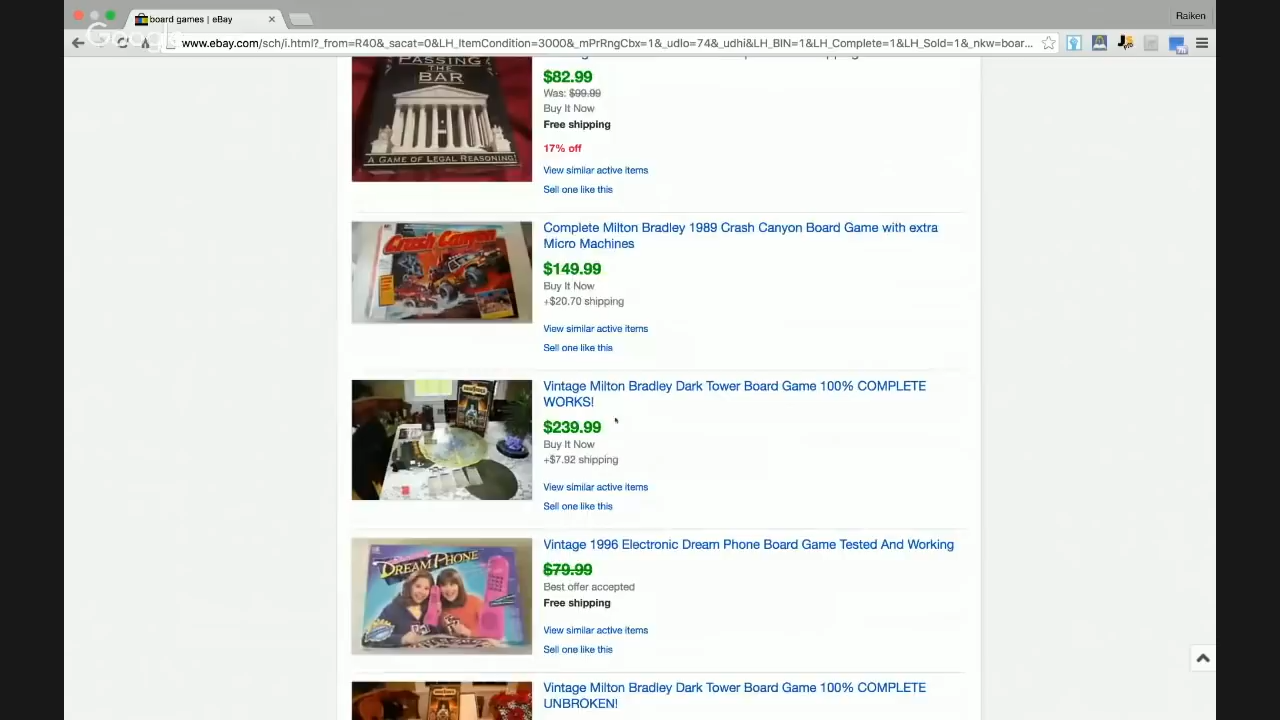 board games | eBay
Raiken
Google
www.ebay.com/sch/i.html?_from=R40&_sacat=0&LH_ItemCondition=3000&_mPrRngCbx=1&_udlo=74&_udhi&LH_BIN=1&LH_Complete=1&LH_Sold=1&_nkw=boar...
PASSING
THE
BAR
A GAME OF LEGAL REASONING!
$82.99
Was: $99.99
Buy It Now
Free shipping
17% off
View similar active items
Sell one like this
Crash Canyon
Complete Milton Bradley 1989 Crash Canyon Board Game with extra
Micro Machines
$149.99
Buy It Now
+$20.70 shipping
View similar active items
Sell one like this
Vintage Milton Bradley Dark Tower Board Game 100% COMPLETE
WORKS!
$239.99
Buy It Now
+$7.92 shipping
View similar active items
Sell one like this
DREAM PHONE
Vintage 1996 Electronic Dream Phone Board Game Tested And Working
$79.99
Best offer accepted
Free shipping
View similar active items
Sell one like this
Vintage Milton Bradley Dark Tower Board Game 100% COMPLETE
UNBROKEN!